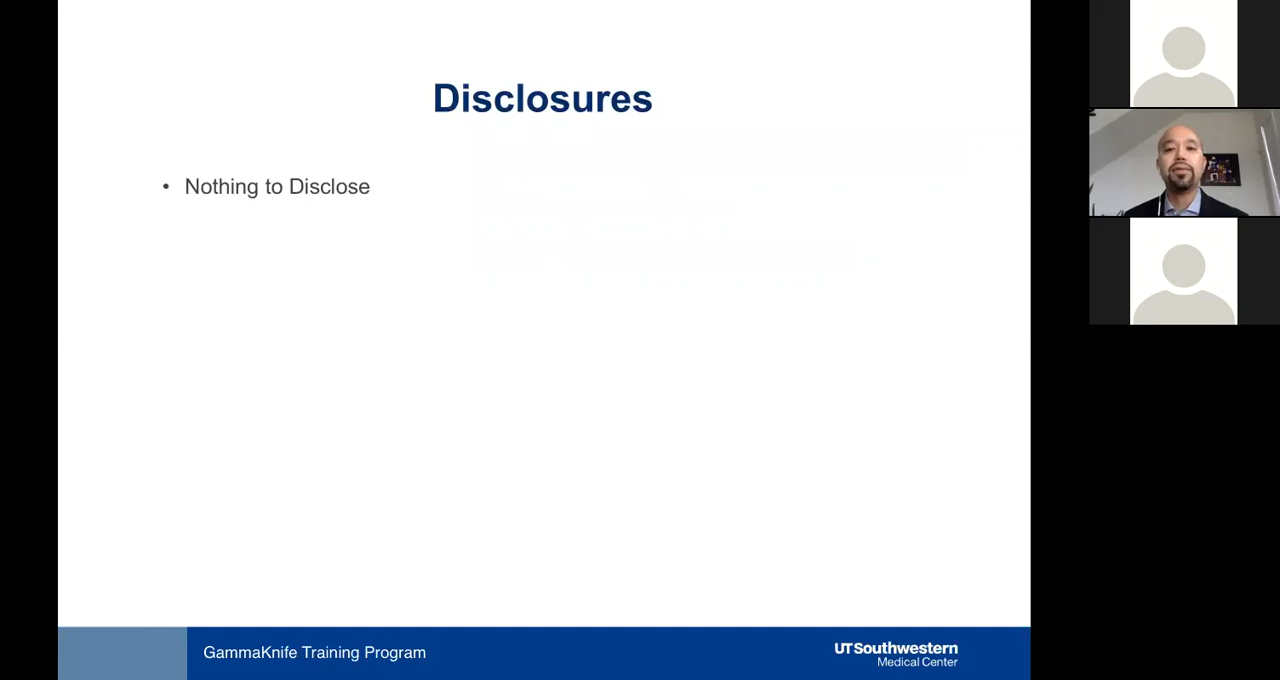 Disclosures
• Nothing to Disclose
GammaKnife Training Program
UTSouthwestern
Medical Center